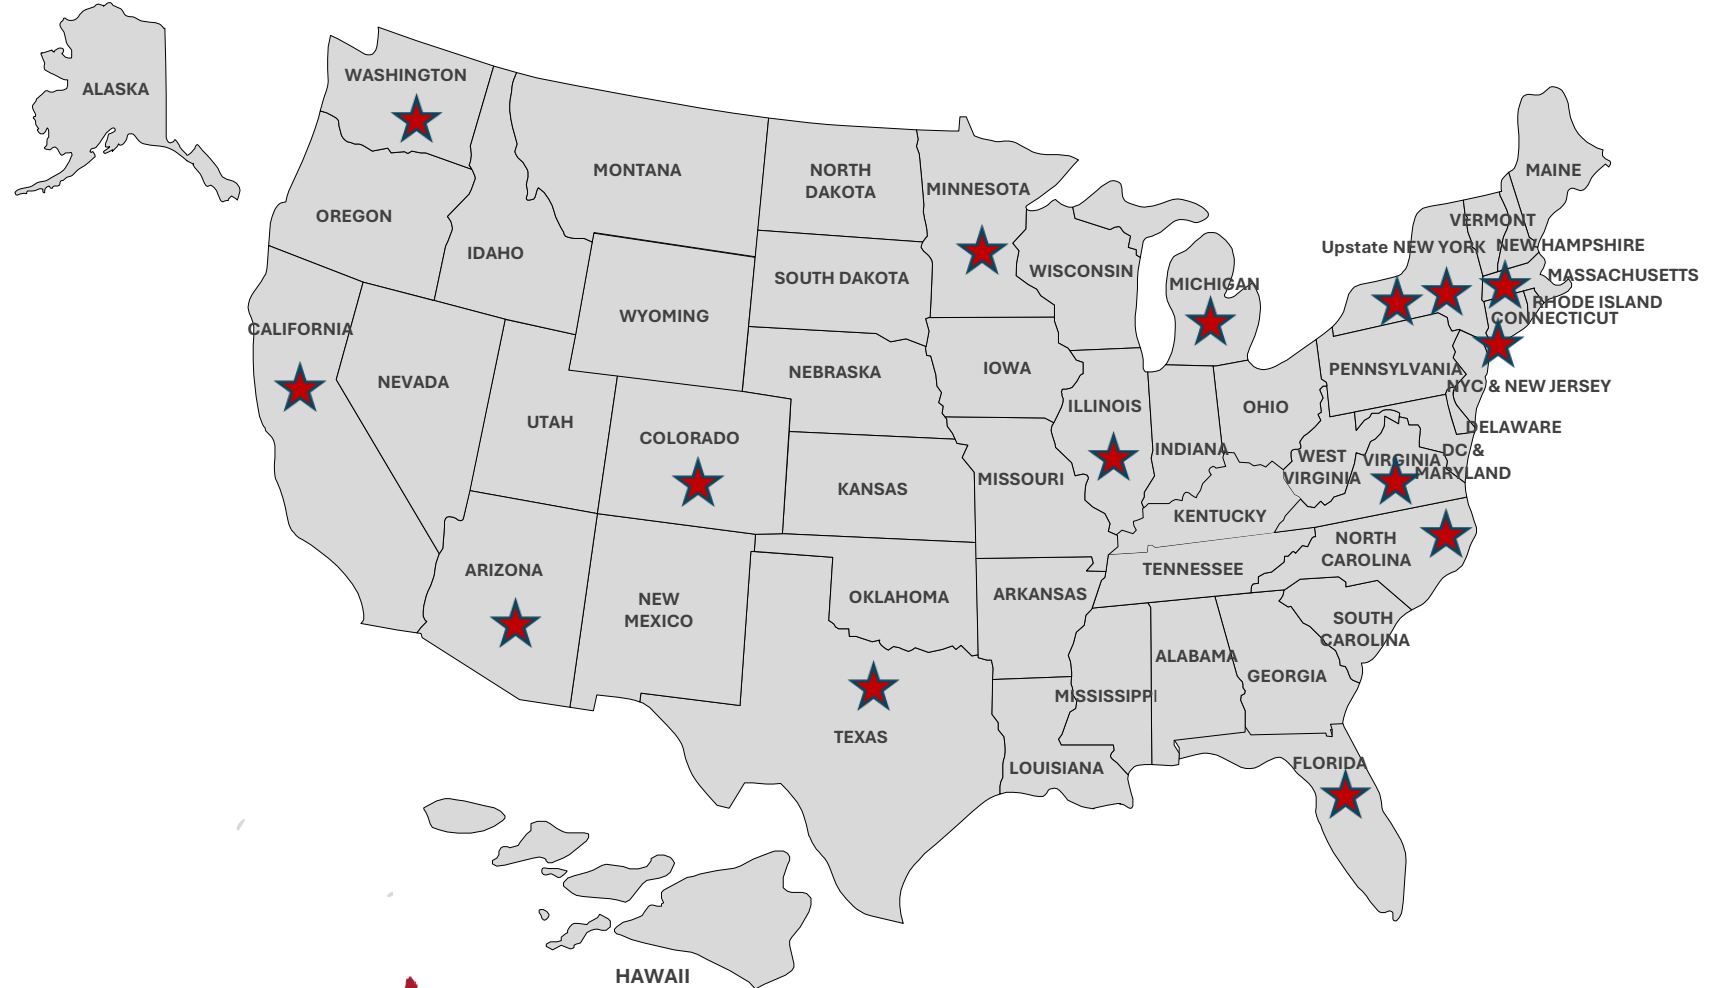 ALASKA
WASHINGTON
MONTANA
NORTH
DAKOTA
MINNESOTA
MAINE
OREGON
VERMONT
IDAHO
Upstate NEW YORK
NEW HAMPSHIRE
WISCONSIN
SOUTH DAKOTA
MICHIGAN
MASSACHUSETTS
RHODE ISLAND
CONNECTICUT
WYOMING
CALIFORNIA
NEVADA
NEBRASKA
IOWA
PENNSYLVANIA
NYC & NEW JERSEY
ILLINOIS
OHIO
UTAH
COLORADO
DELAWARE
INDIANA
DC &
MARYLAND
WEST
VIRGINIA
VIRGINIA
KANSAS
MISSOURI
KENTUCKY
NORTH
CAROLINA
ARIZONA
TENNESSEE
NEW
MEXICO
OKLAHOMA
ARKANSAS
SOUTH
CAROLINA
ALABAMA
GEORGIA
MISSISSIPPI
TEXAS
LOUISIANA
FLORIDA
HAWAII